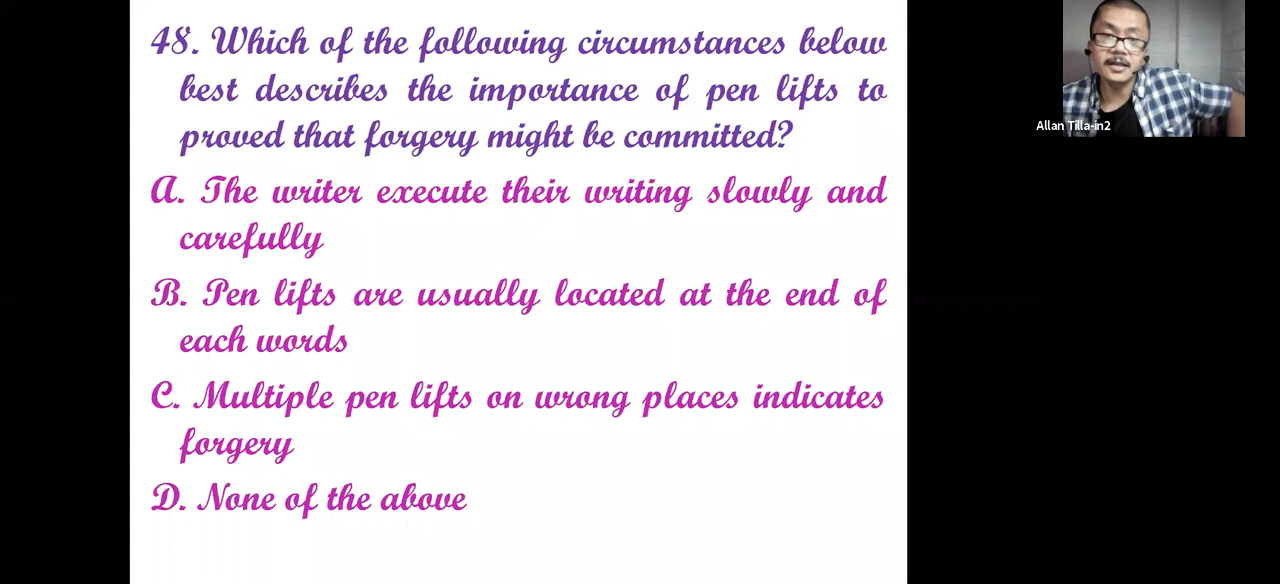 48. Which of the following circumstances below
best describes the importance of pen lifts to
proved that forgery might be committed?
A. The writer execute their writing slowly and
carefully
B. Pen lifts are usually located at the end of
each words
C. Multiple pen lifts on wrong places indicates
forgery
D. None of the above
Allan Tilla-in2